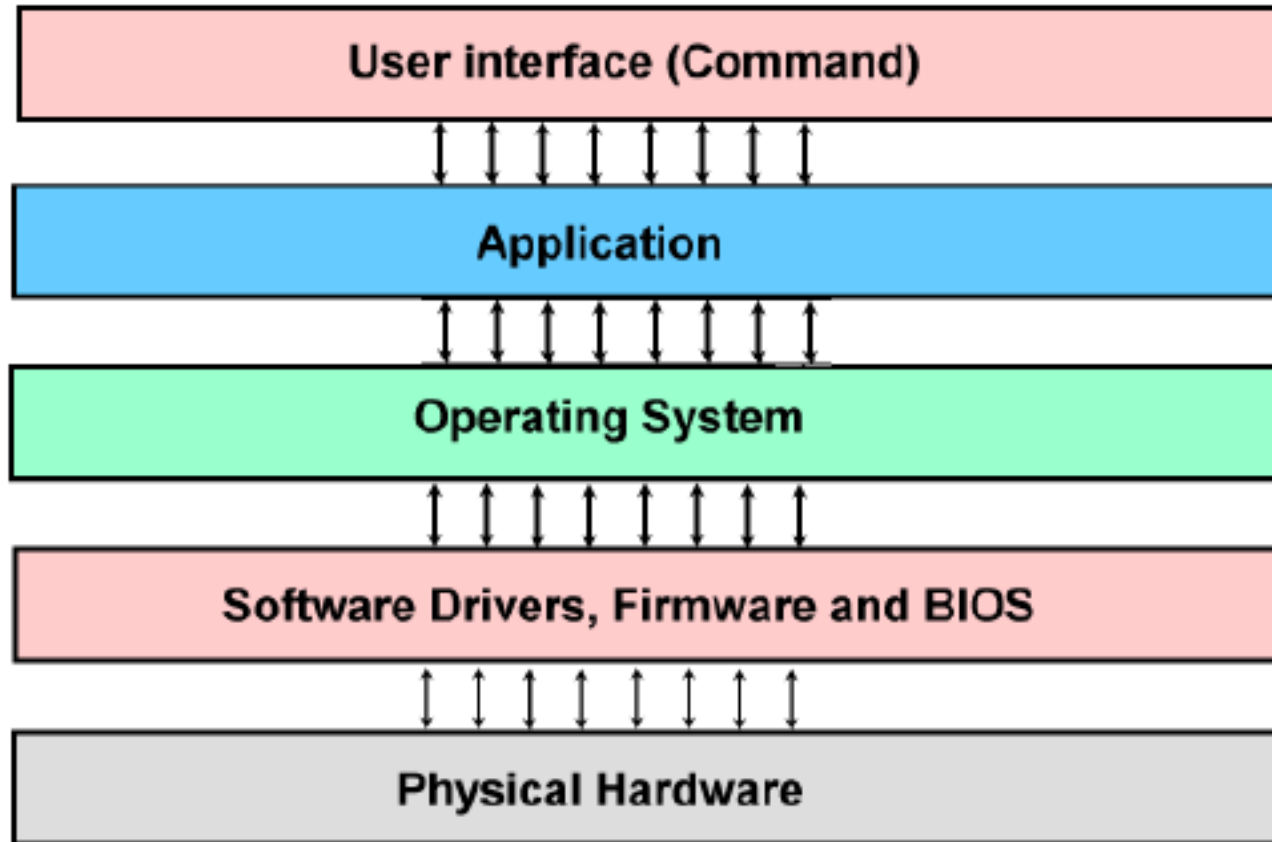 User interface (Command)
Application
Operating System
Software Drivers, Firmware and BIOS
Physical Hardware